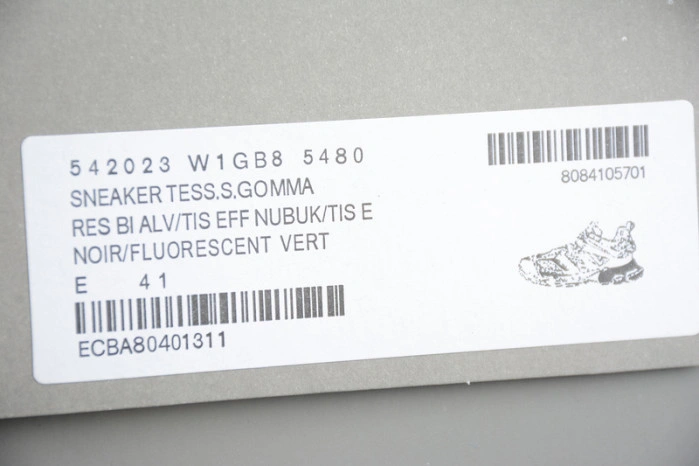 542023 W1GB8 5480
SNEAKER TESS.S.GOMMA
RES BI ALV/TIS EFF NUBUK/TIS E
NOIR/FLUORESCENT VERT
E 41
ECBA80401311
8084105701